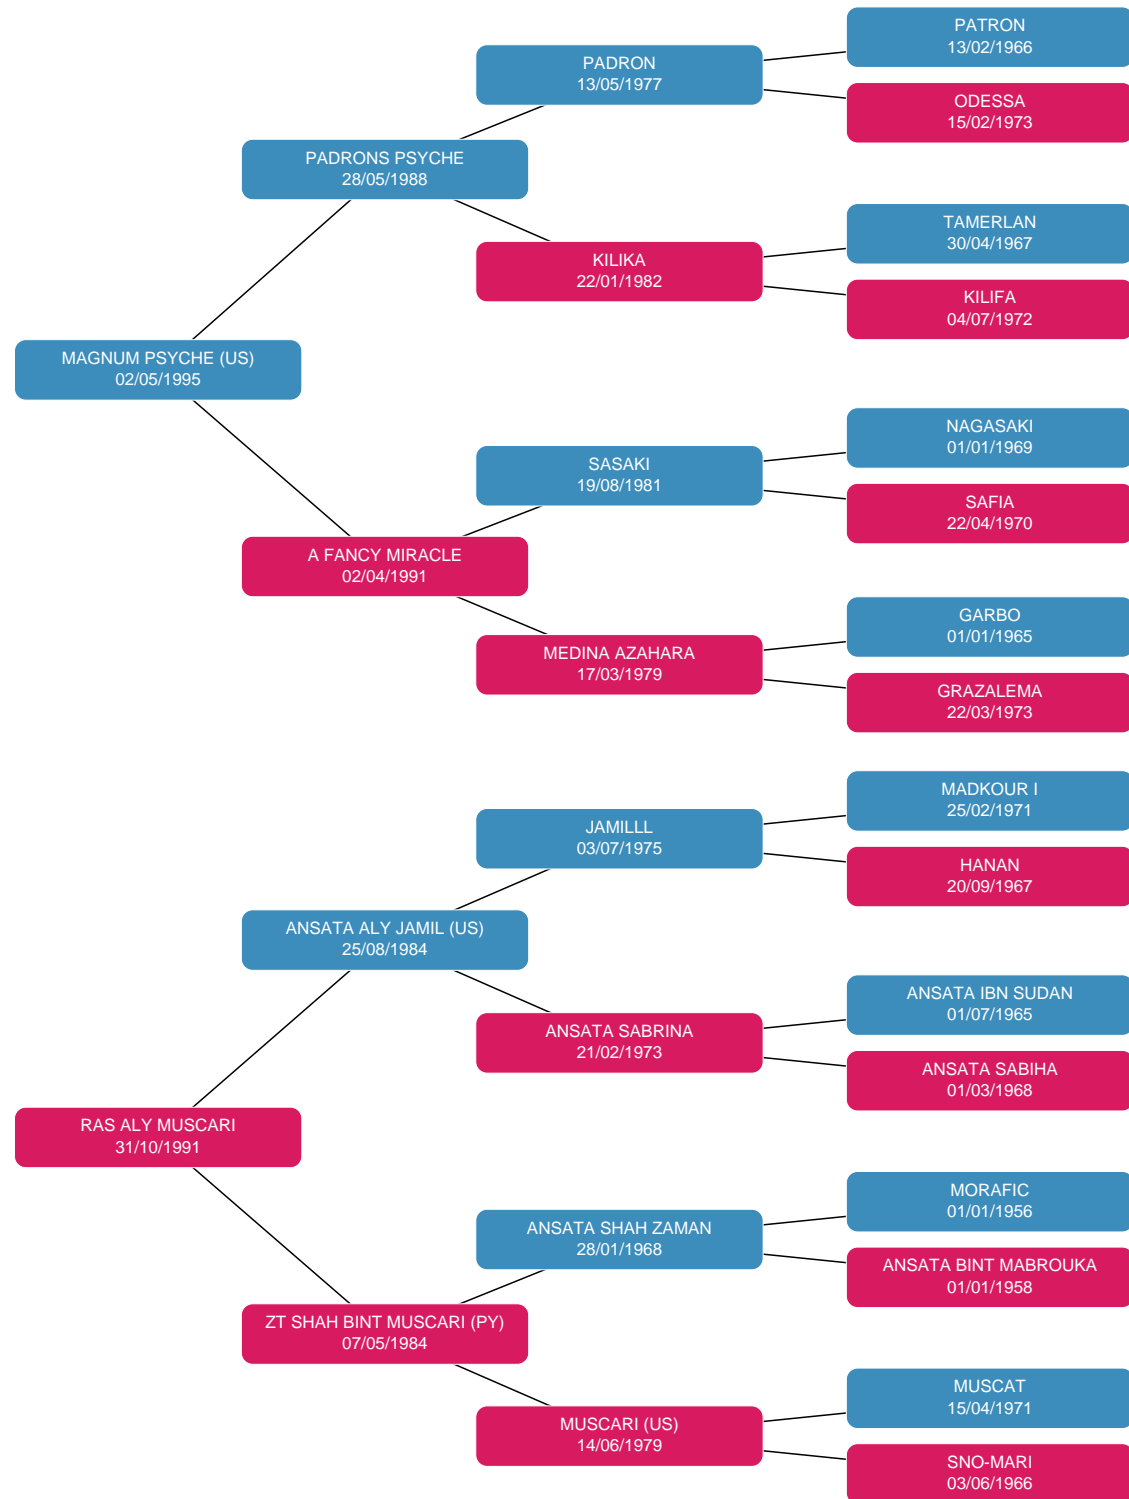 PATRON
13/02/1966
PADRON
13/05/1977
ODESSA
15/02/1973
PADRONS PSYCHE
28/05/1988
TAMERLAN
30/04/1967
KILIKA
22/01/1982
KILIFA
04/07/1972
MAGNUM PSYCHE (US)
02/05/1995
NAGASAKI
01/01/1969
SASAKI
19/08/1981
SAFIA
22/04/1970
A FANCY MIRACLE
02/04/1991
GARBO
01/01/1965
MEDINA AZAHARA
17/03/1979
GRAZALEMA
22/03/1973
MADKOUR I
25/02/1971
JAMILLL
03/07/1975
HANAN
20/09/1967
ANSATA ALY JAMIL (US)
25/08/1984
ANSATA IBN SUDAN
01/07/1965
ANSATA SABRINA
21/02/1973
ANSATA SABIHA
01/03/1968
RAS ALY MUSCARI
31/10/1991
MORAFIC
01/01/1956
ANSATA SHAH ZAMAN
28/01/1968
ANSATA BINT MABROUKA
01/01/1958
ZT SHAH BINT MUSCARI (PY)
07/05/1984
MUSCAT
15/04/1971
MUSCARI (US)
14/06/1979
SNO-MARI
03/06/1966